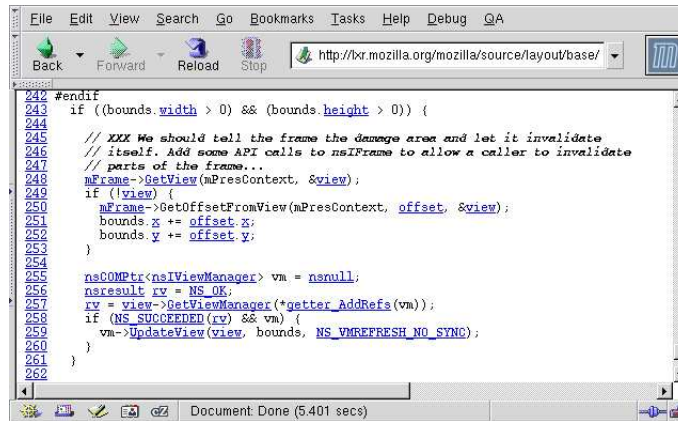 File Edit View Search Go Bookmarks Tasks Help Debug QA
Back Forward Reload Stop http://lxr.mozilla.org/mozilla/source/layout/base/
242 #endif
243 if ((bounds.width > 0) && (bounds.height > 0)) {
244
245 // XXX We should tell the frame the damage area and let it invalidate
246 // itself. Add some API calls to nsIFrame to allow a caller to invalidate
247 // parts of the frame...
248 mFrame->GetView(mPresContext, &view);
249 if (!view) {
250 mFrame->GetOffsetFromView(mPresContext, offset, &view);
251 bounds.x += offset.x;
252 bounds.y += offset.y;
253 }
254
255 nsCOMPtr<nsIViewManager> vm = nsnull;
256 nsresult rv = NS_OK;
257 rv = view->GetViewManager(*getter_AddRefs(vm));
258 if (NS_SUCCEEDED(rv) && vm) {
259 vm->UpdateView(view, bounds, NS_VMREFRESH_NO_SYNC);
260 }
261 }
262
Document: Done (5.401 secs)